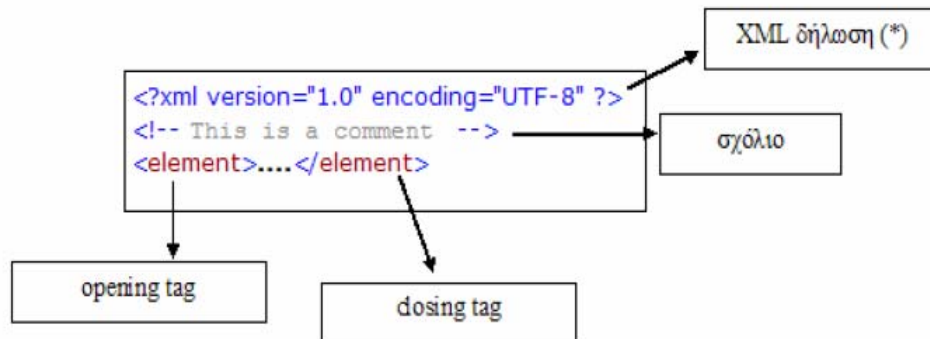 XML δήλωση (*)
<?xml version="1.0" encoding="UTF-8" ?>
<!-- This is a comment -->
σχόλιο
<element>....</element>
opening tag
closing tag